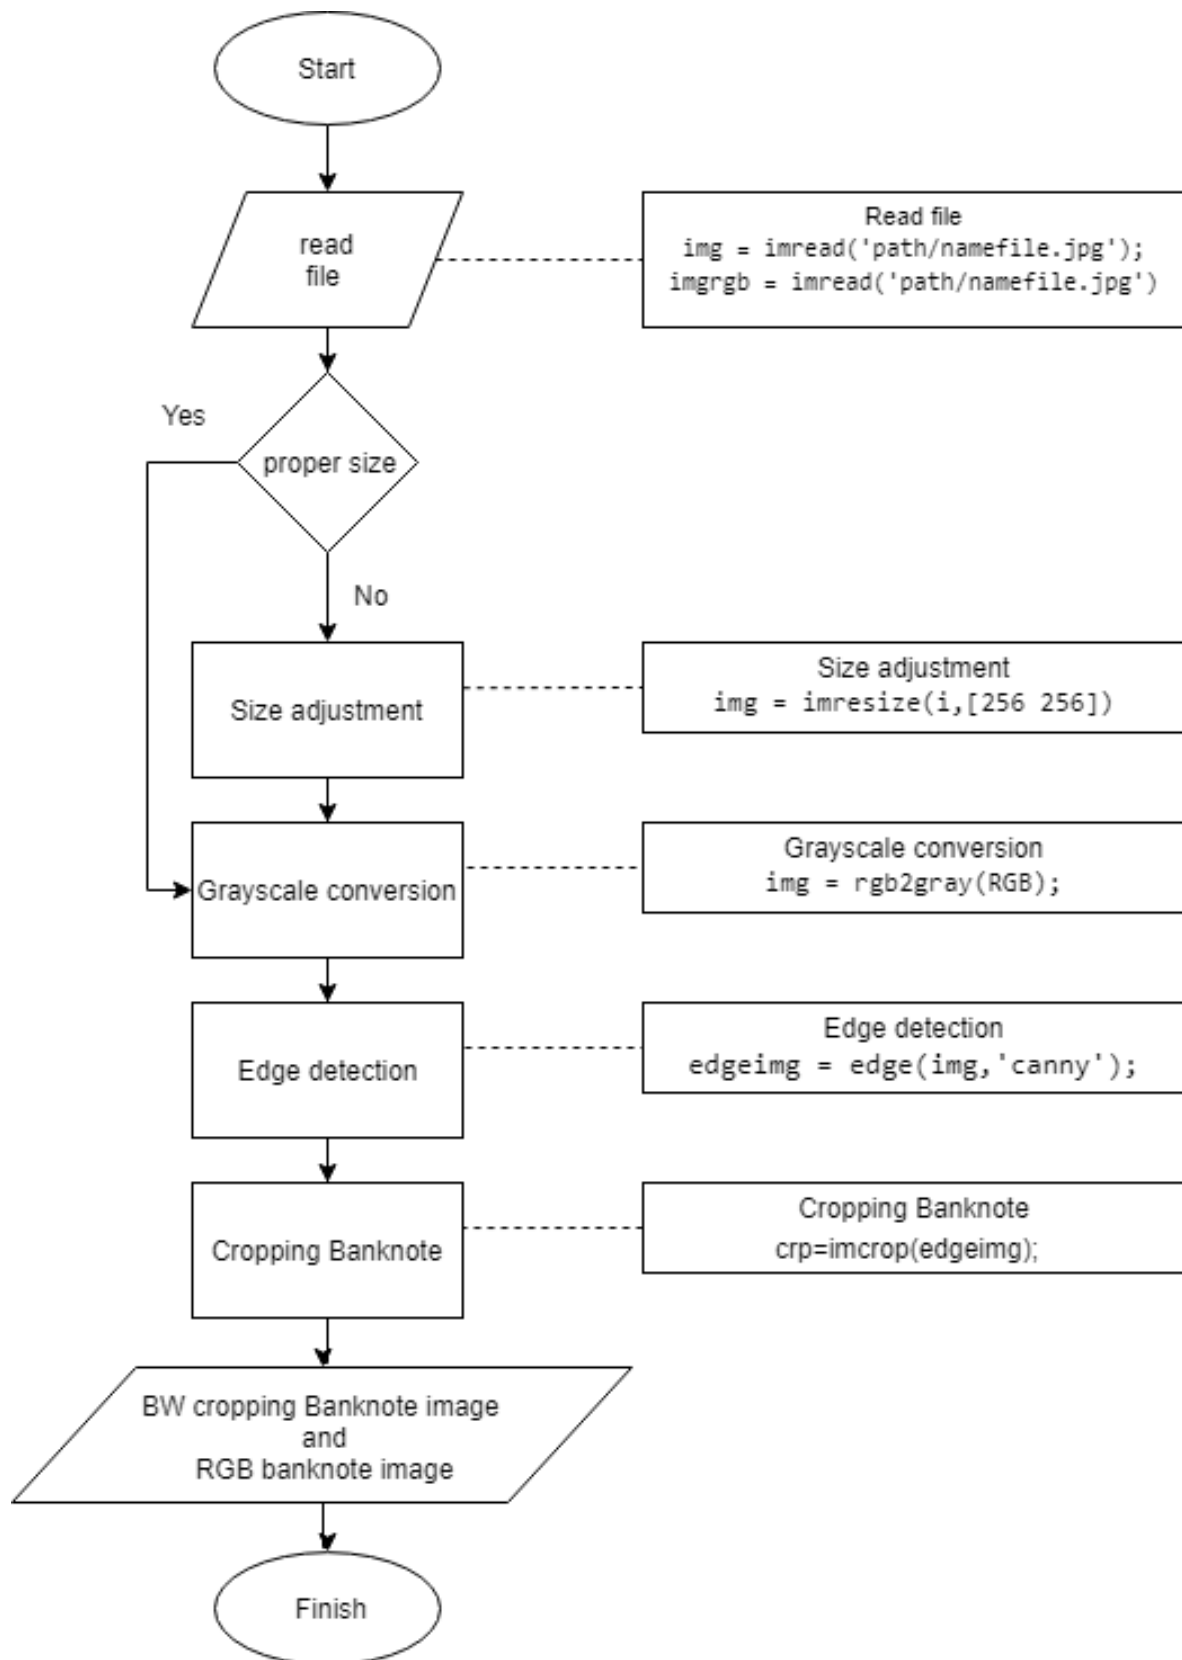 Start
read
file
Read file
img = imread('path/namefile.jpg');
imgrgb = imread('path/namefile.jpg')
Yes
proper size
No
Size adjustment
Size adjustment
img = imresize(i,[256 256])
Grayscale conversion
Grayscale conversion
img = rgb2gray(RGB);
Edge detection
Edge detection
edgeimg = edge(img,'canny');
Cropping Banknote
Cropping Banknote
crp=imcrop(edgeimg);
BW cropping Banknote image
and
RGB banknote image
Finish